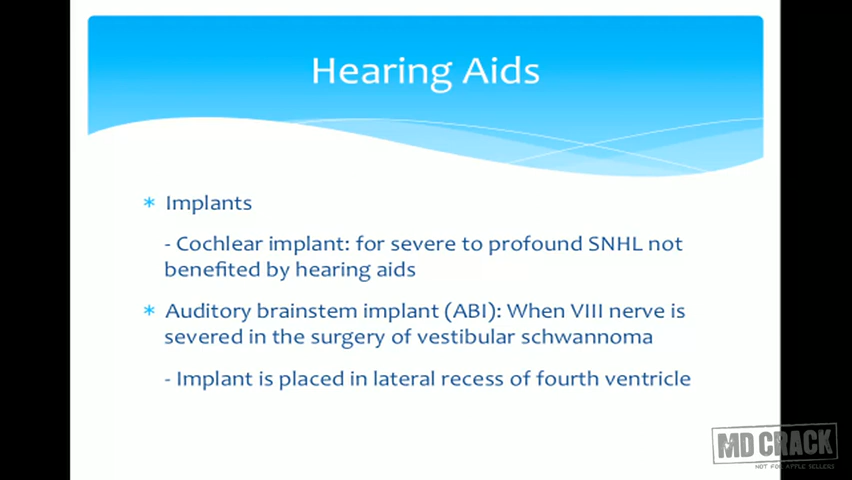 Hearing Aids
* Implants
- Cochlear implant: for severe to profound SNHL not
benefited by hearing aids
* Auditory brainstem implant (ABI): When VIII nerve is
severed in the surgery of vestibular schwannoma
- Implant is placed in lateral recess of fourth ventricle
MD CRACK
NOT FOR APPLE SELLERS